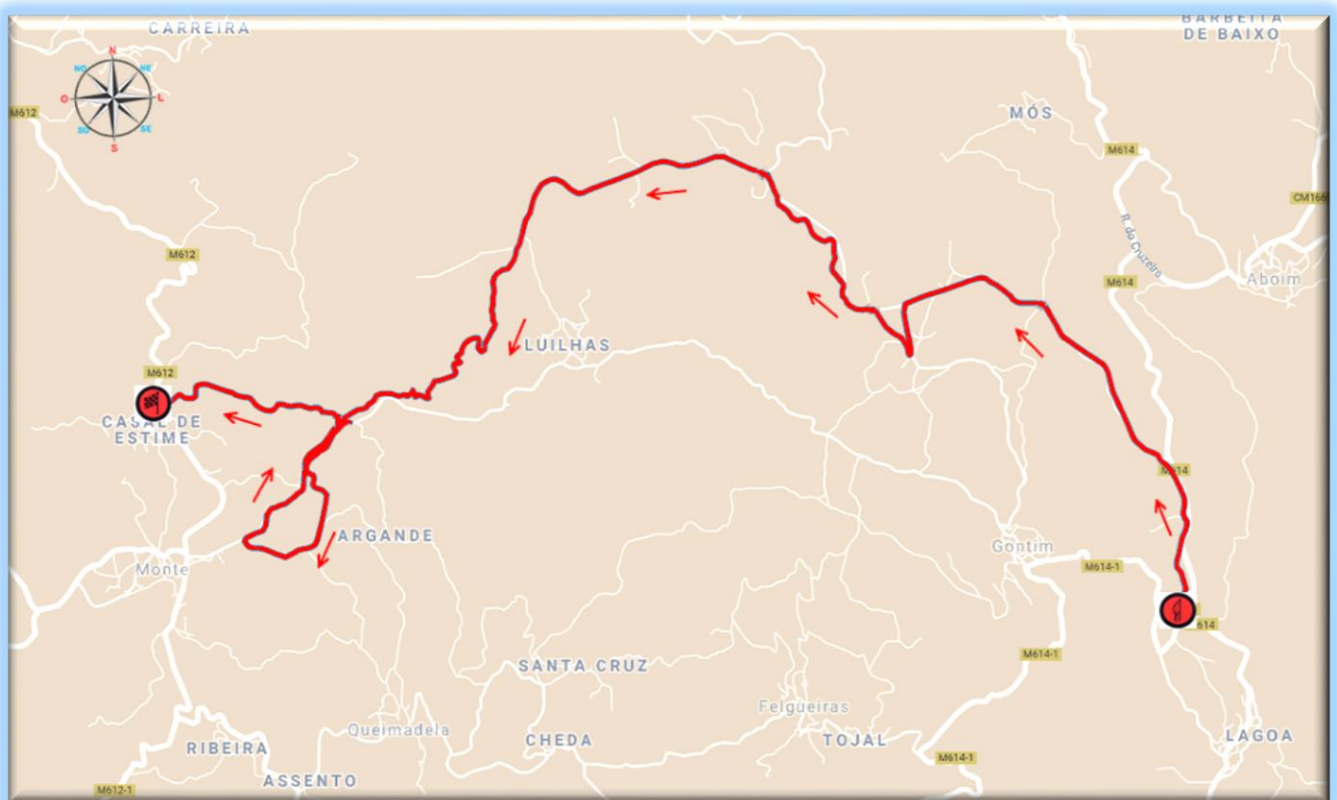 CARREIRA
BARBEITA
DE BAIXO
N
NO
NE
O
L
SO
SE
S
M612
MÓS
M614
CM166
R. do Cruzeiro
M612
M614
Aboim
LUILHAS
M612
CASAL DE
ESTIME
M614
ARGANDE
Gontim
Monte
M614-1
614
M614-1
SANTA CRUZ
Felgueiras
Queimadela
CHEDA
TOJAL
LAGOA
RIBEIRA
M614-1
ASSENTO
M612-1